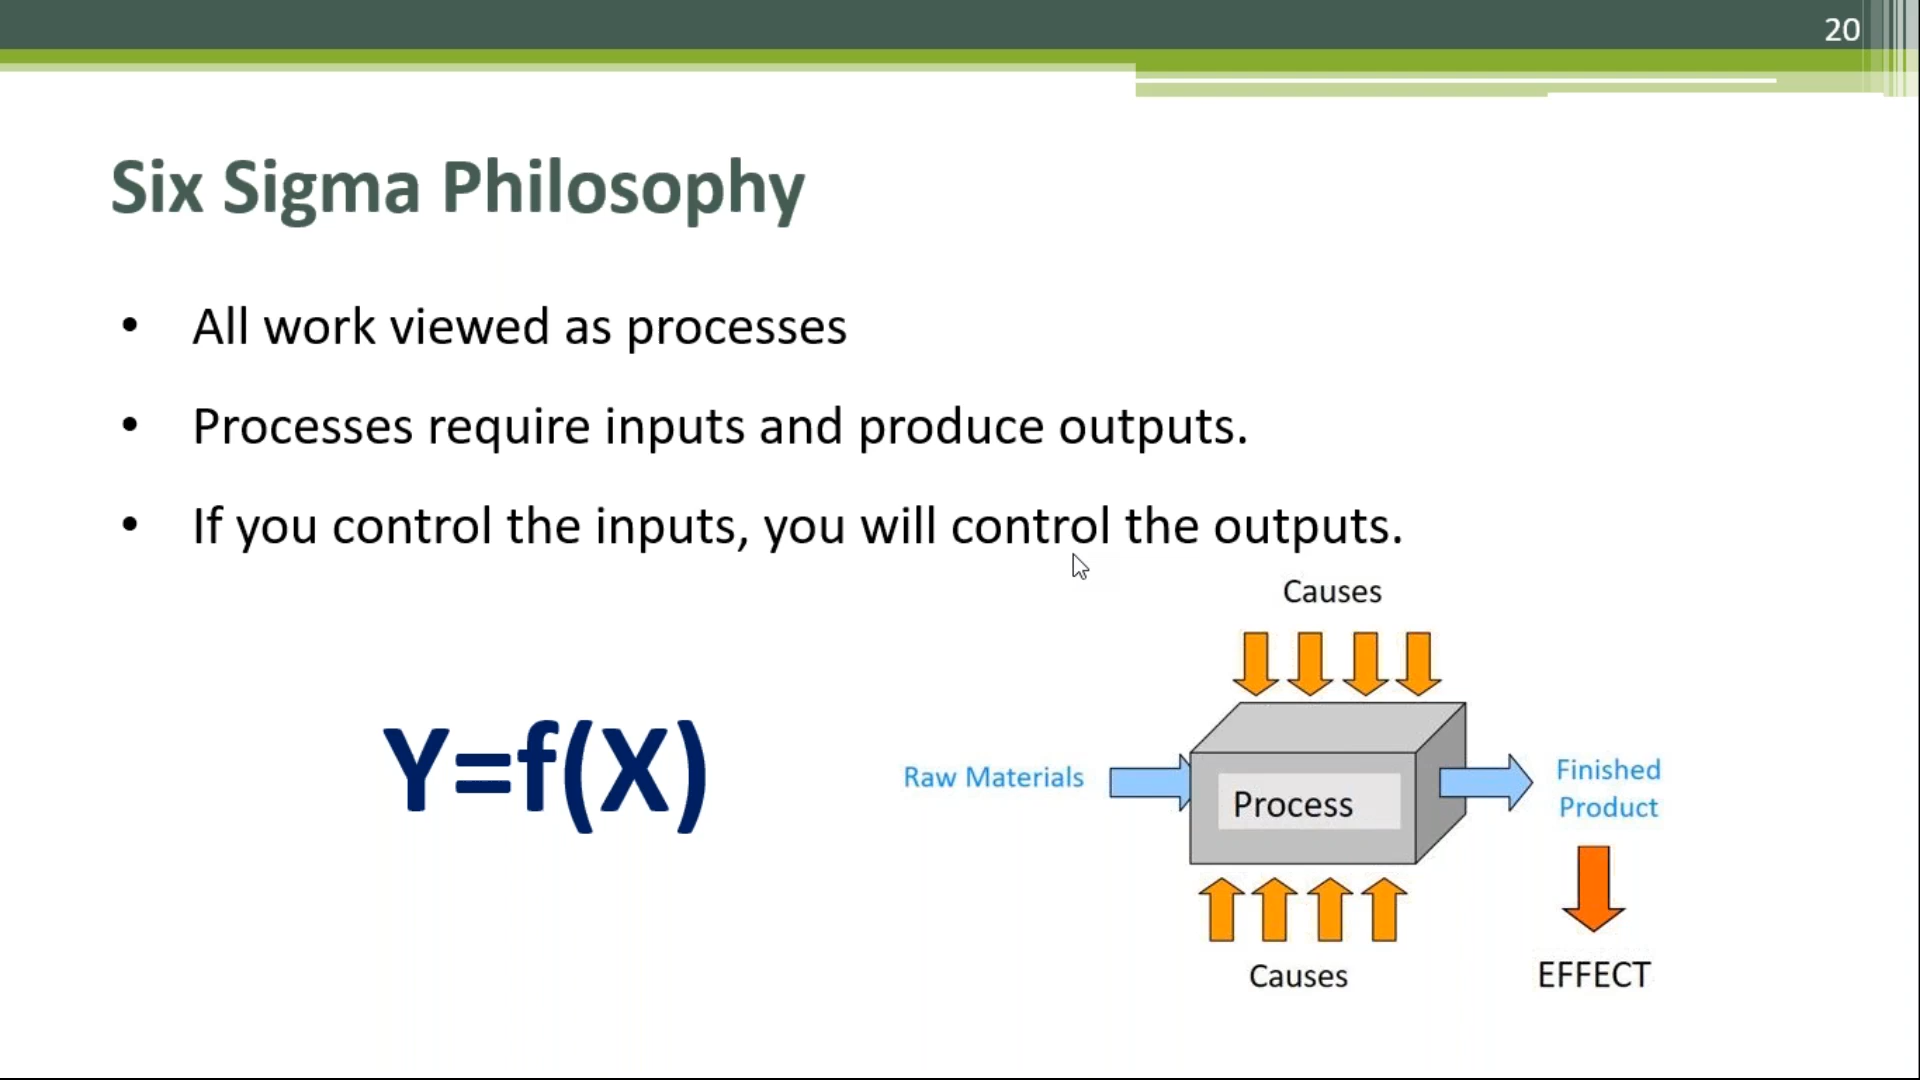 20
Six Sigma Philosophy
• All work viewed as processes
• Processes require inputs and produce outputs.
• If you control the inputs, you will control the outputs.
Y=f(X)
Causes
Raw Materials
Process
Finished
Product
Causes
EFFECT